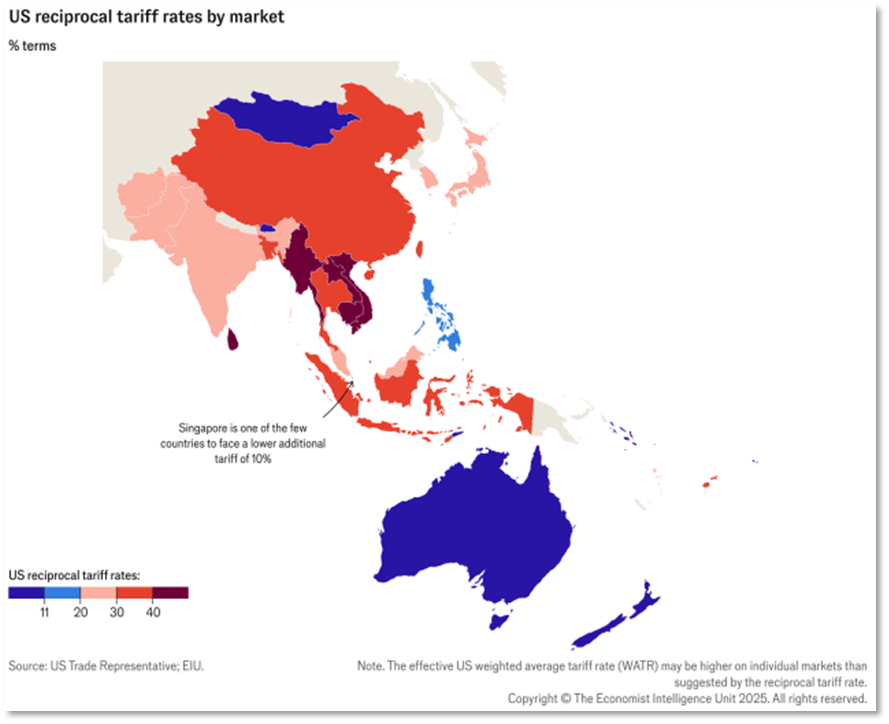 US reciprocal tariff rates by market
% terms
Singapore is one of the few
countries to face a lower additional
tariff of 10%
US reciprocal tariff rates:
11 20 30 40
Source: US Trade Representative; EIU.
Note. The effective US weighted average tariff rate (WATR) may be higher on individual markets than
suggested by the reciprocal tariff rate.
Copyright © The Economist Intelligence Unit 2025. All rights reserved.